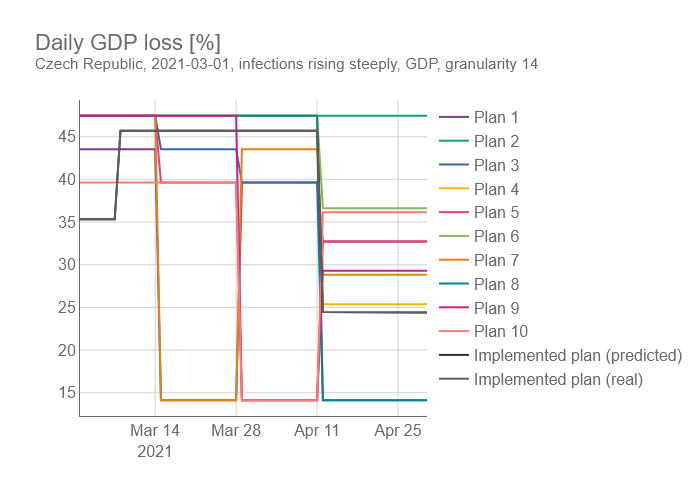 Daily GDP loss [%]
Czech Republic, 2021-03-01, infections rising steeply, GDP, granularity 14
45
40
35
30
25
20
15
Mar 14
2021
Mar 28
Apr 11
Apr 25
Plan 1
Plan 2
Plan 3
Plan 4
Plan 5
Plan 6
Plan 7
Plan 8
Plan 9
Plan 10
Implemented plan (predicted)
Implemented plan (real)